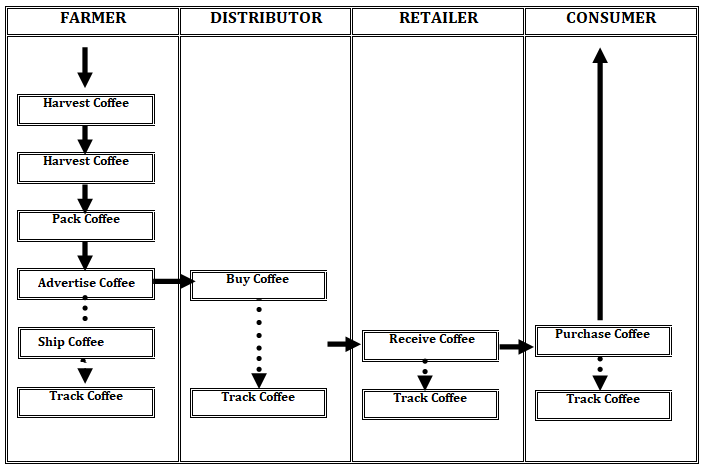 FARMER
DISTRIBUTOR
RETAILER
CONSUMER
Harvest Coffee
Harvest Coffee
Pack Coffee
Advertise Coffee
Buy Coffee
Ship Coffee
Receive Coffee
Purchase Coffee
Track Coffee
Track Coffee
Track Coffee
Track Coffee